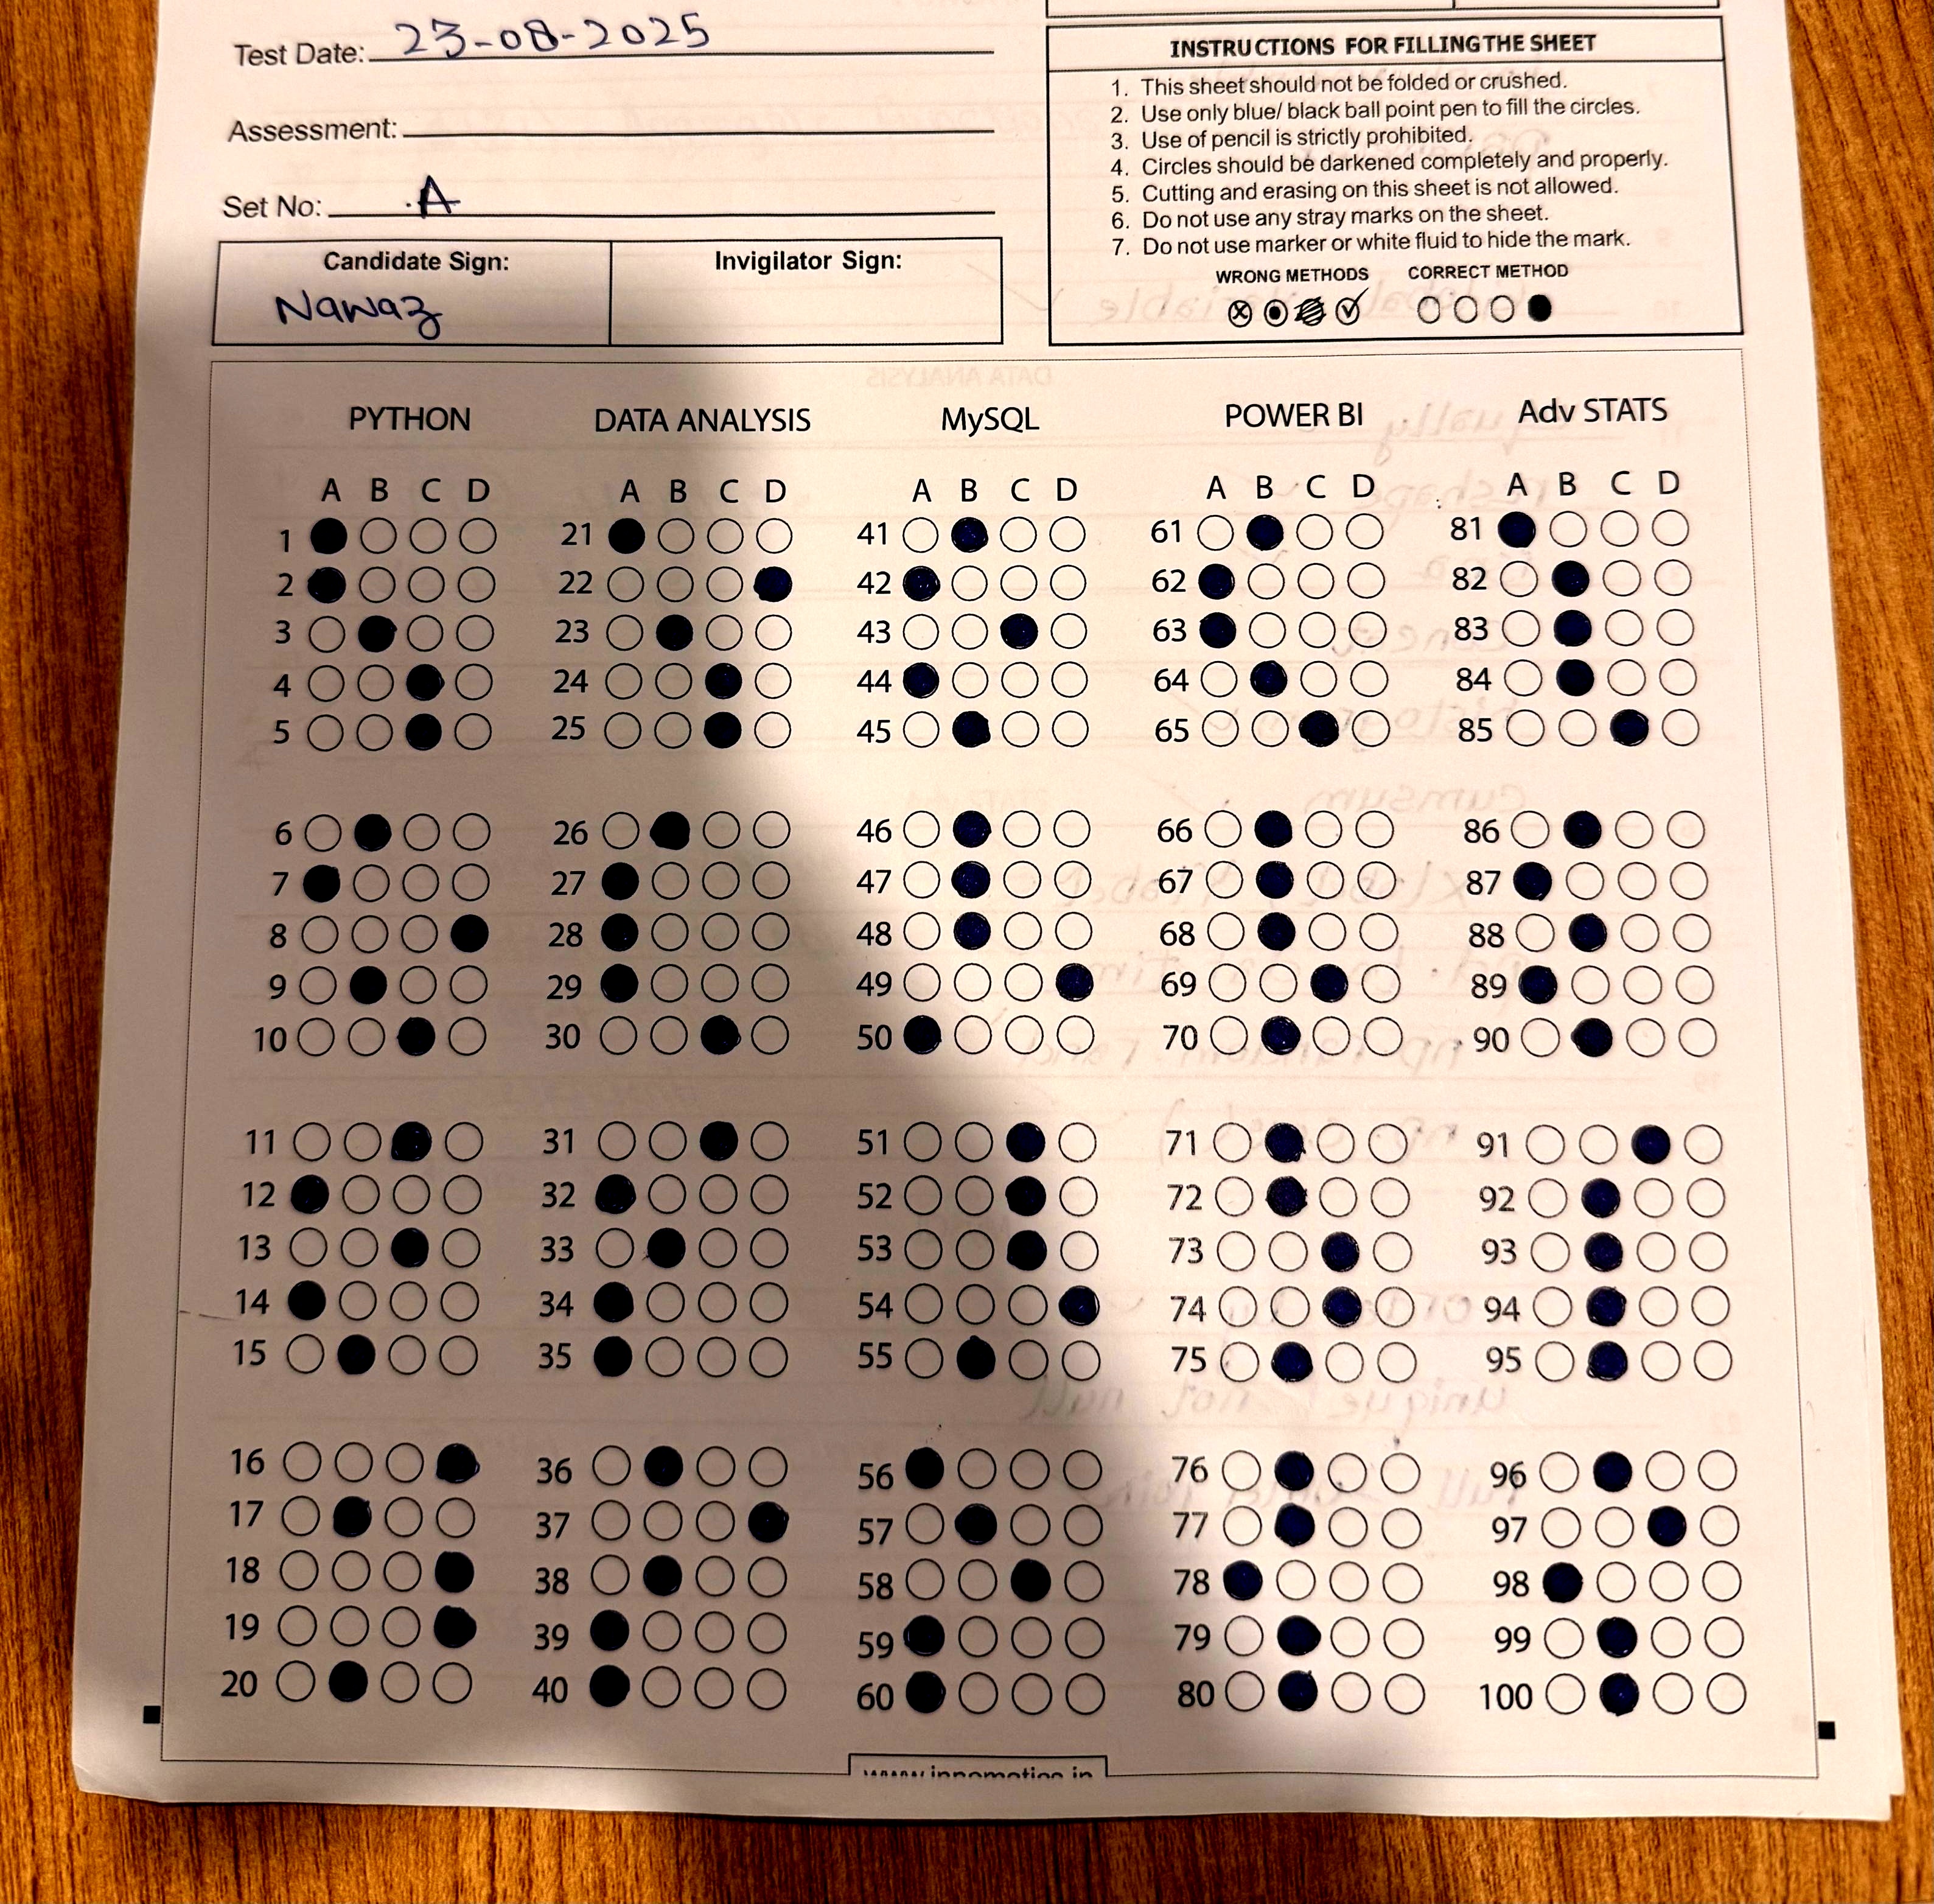 Test Date: 23-08-2025
Assessment:
Set No: A
Candidate Sign:
Nawaz
Invigilator Sign:
INSTRUCTIONS FOR FILLING THE SHEET
1. This sheet should not be folded or crushed.
2. Use only blue/ black ball point pen to fill the circles.
3. Use of pencil is strictly prohibited.
4. Circles should be darkened completely and properly.
5. Cutting and erasing on this sheet is not allowed.
6. Do not use any stray marks on the sheet.
7. Do not use marker or white fluid to hide the mark.
WRONG METHODS CORRECT METHOD
PYTHON DATA ANALYSIS MySQL POWER BI Adv STATS
A B C D A B C D A B C D A B C D A B C D
1 21 41 61 81
2 22 42 62 82
3 23 43 63 83
4 24 44 64 84
5 25 45 65 85
6 26 46 66 86
7 27 47 67 87
8 28 48 68 88
9 29 49 69 89
10 30 50 70 90
11 31 51 71 91
12 32 52 72 92
13 33 53 73 93
14 34 54 74 94
15 35 55 75 95
16 36 56 76 96
17 37 57 77 97
18 38 58 78 98
19 39 59 79 99
20 40 60 80 100